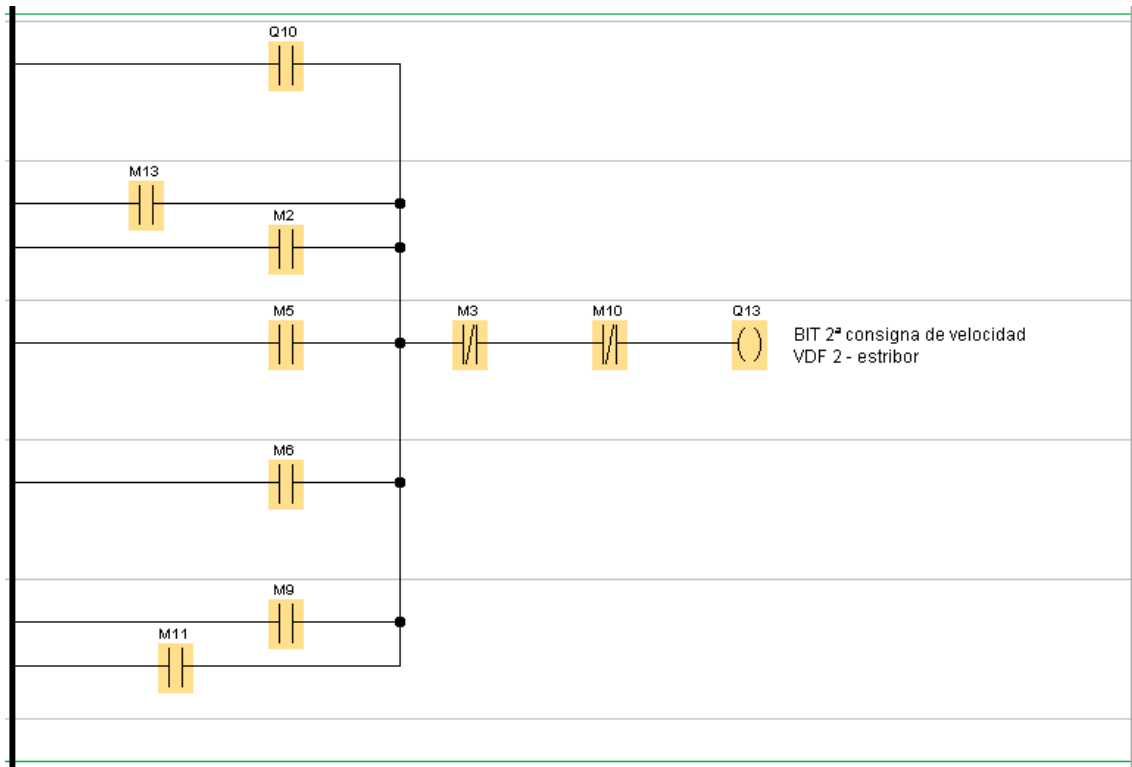 Q10
M13
M2
M5
M3
M10
Q13
BIT 2ª consigna de velocidad
VDF 2 - estribor
M6
M9
M11